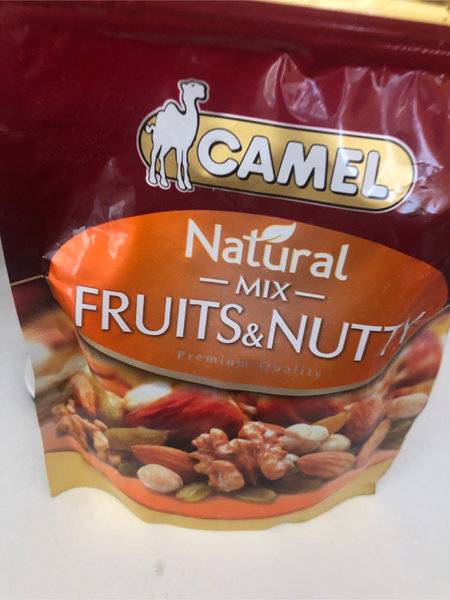 CAMEL
Natural
MIX
FRUITS&NUTTY
Premium Quality